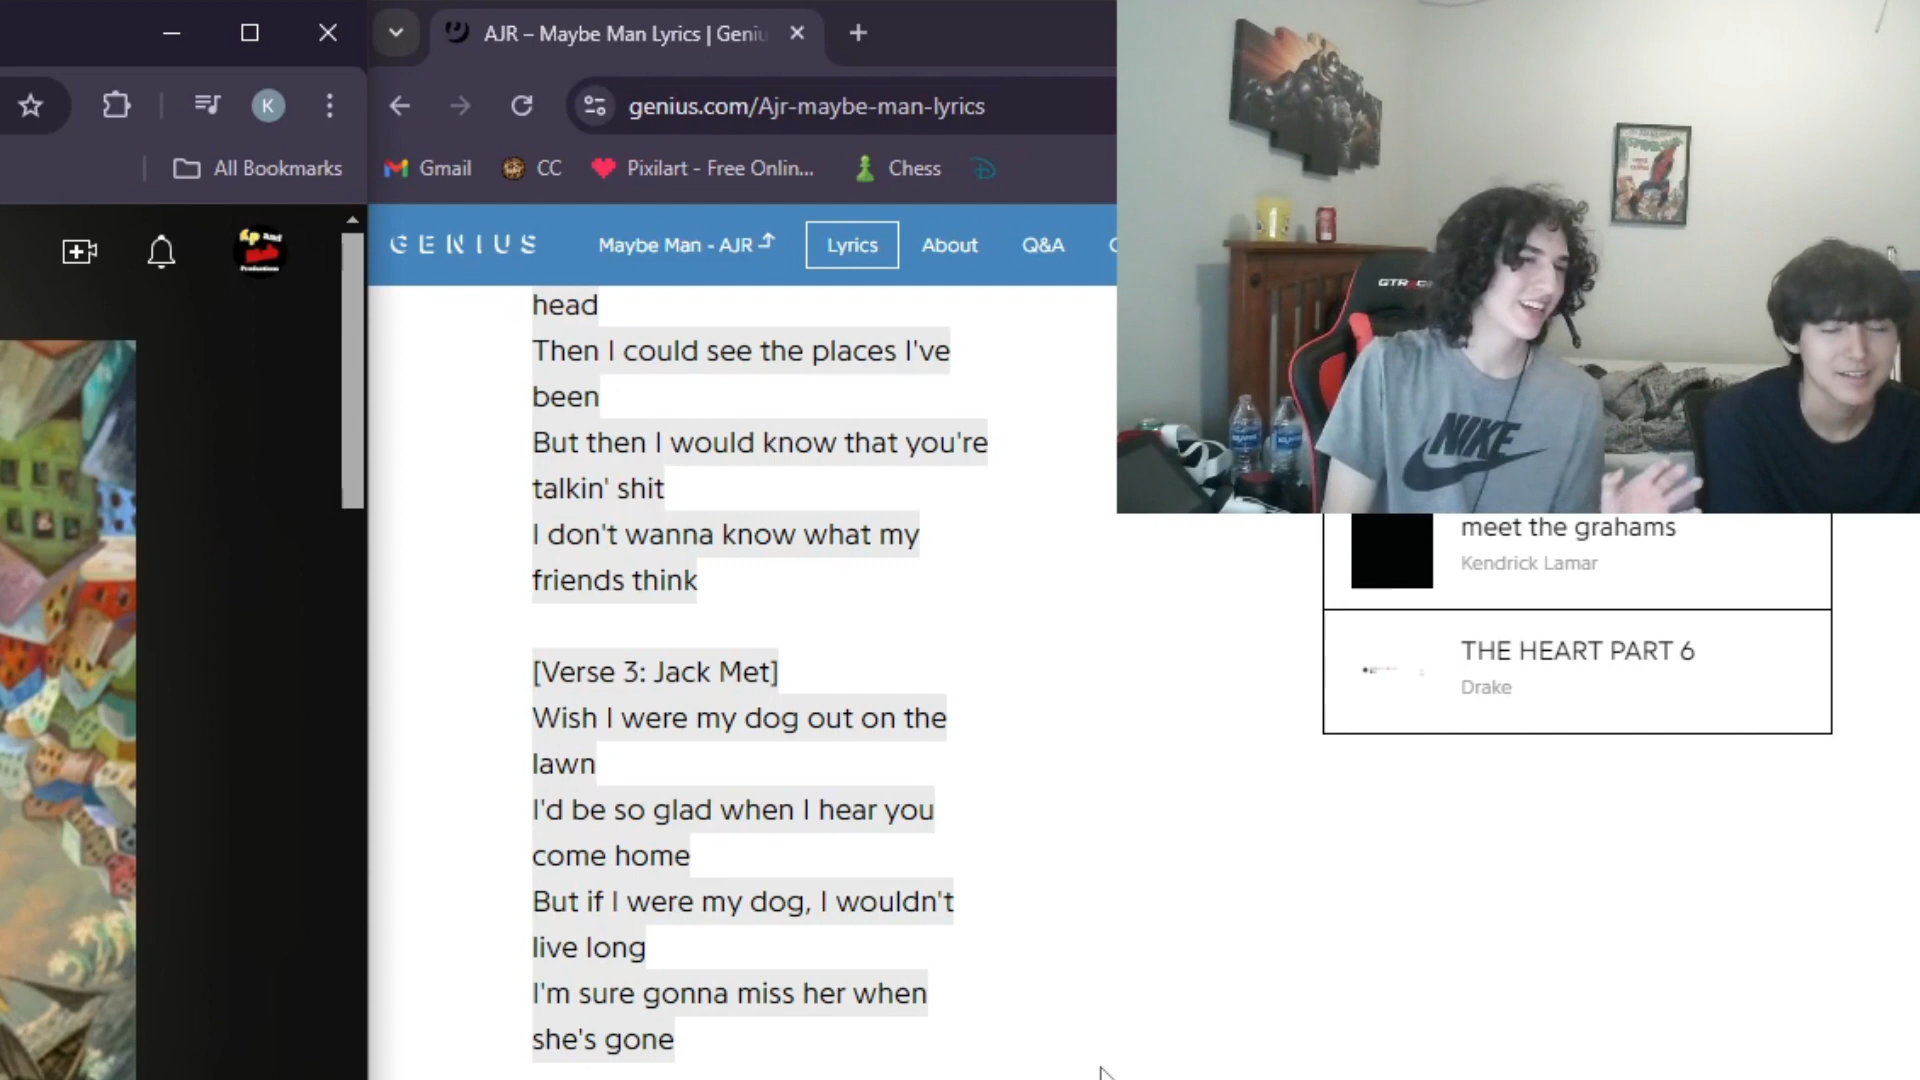 AJR – Maybe Man Lyrics | Geniu
K
genius.com/Ajr-maybe-man-lyrics
All Bookmarks
Gmail
CC
Pixilart - Free Onlin...
Chess
GENIUS
Maybe Man - AJR
Lyrics
About
Q&A
Kp and
Productions
head
Then I could see the places I've
been
But then I would know that you're
talkin' shit
I don't wanna know what my
friends think
[Verse 3: Jack Met]
Wish I were my dog out on the
lawn
I'd be so glad when I hear you
come home
But if I were my dog, I wouldn't
live long
I'm sure gonna miss her when
she's gone
GTR
NIKE
meet the grahams
Kendrick Lamar
THE HEART PART 6
Drake